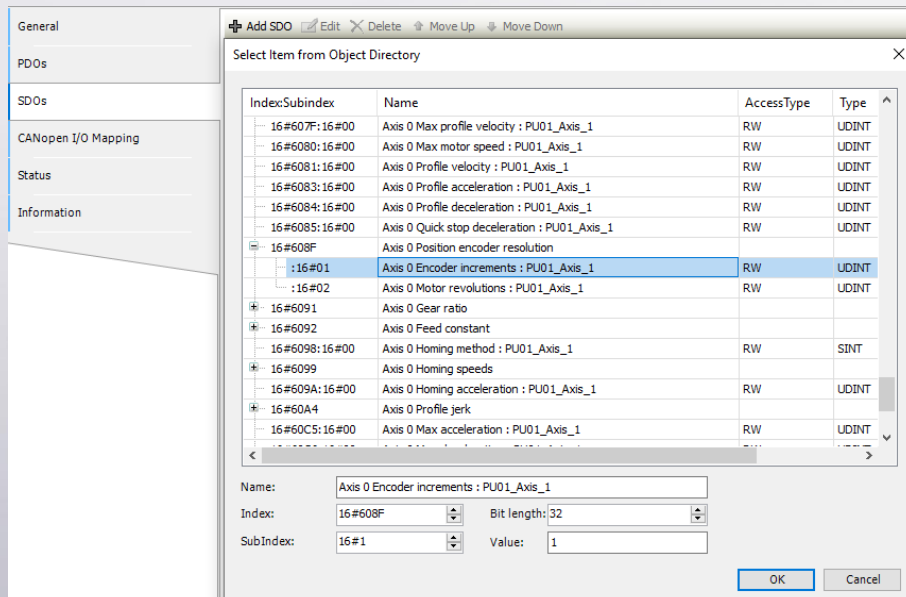 General
PDOs
SDOs
CANopen I/O Mapping
Status
Information
Add SDO Edit Delete Move Up Move Down
Select Item from Object Directory
IndexSubindex Name AccessType Type
16#607F:16#00 Axis 0 Max profile velocity : PU01_Axis_1 RW UDINT
16#6080:16#00 Axis 0 Max motor speed : PU01_Axis_1 RW UDINT
16#6081:16#00 Axis 0 Profile velocity : PU01_Axis_1 RW UDINT
16#6083:16#00 Axis 0 Profile acceleration : PU01_Axis_1 RW UDINT
16#6084:16#00 Axis 0 Profile deceleration : PU01_Axis_1 RW UDINT
16#6085:16#00 Axis 0 Quick stop deceleration : PU01_Axis_1 RW UDINT
16#608F Axis 0 Position encoder resolution
:16#01 Axis 0 Encoder increments : PU01_Axis_1 RW UDINT
:16#02 Axis 0 Motor revolutions : PU01_Axis_1 RW UDINT
16#6091 Axis 0 Gear ratio
16#6092 Axis 0 Feed constant
16#6098:16#00 Axis 0 Homing method : PU01_Axis_1 RW SINT
16#6099 Axis 0 Homing speeds
16#609A:16#00 Axis 0 Homing acceleration : PU01_Axis_1 RW UDINT
16#60A4 Axis 0 Profile jerk
16#60C5:16#00 Axis 0 Max acceleration : PU01_Axis_1 RW UDINT
Name: Axis 0 Encoder increments : PU01_Axis_1
Index: 16#608F Bit length: 32
SubIndex: 16#1 Value: 1
OK Cancel